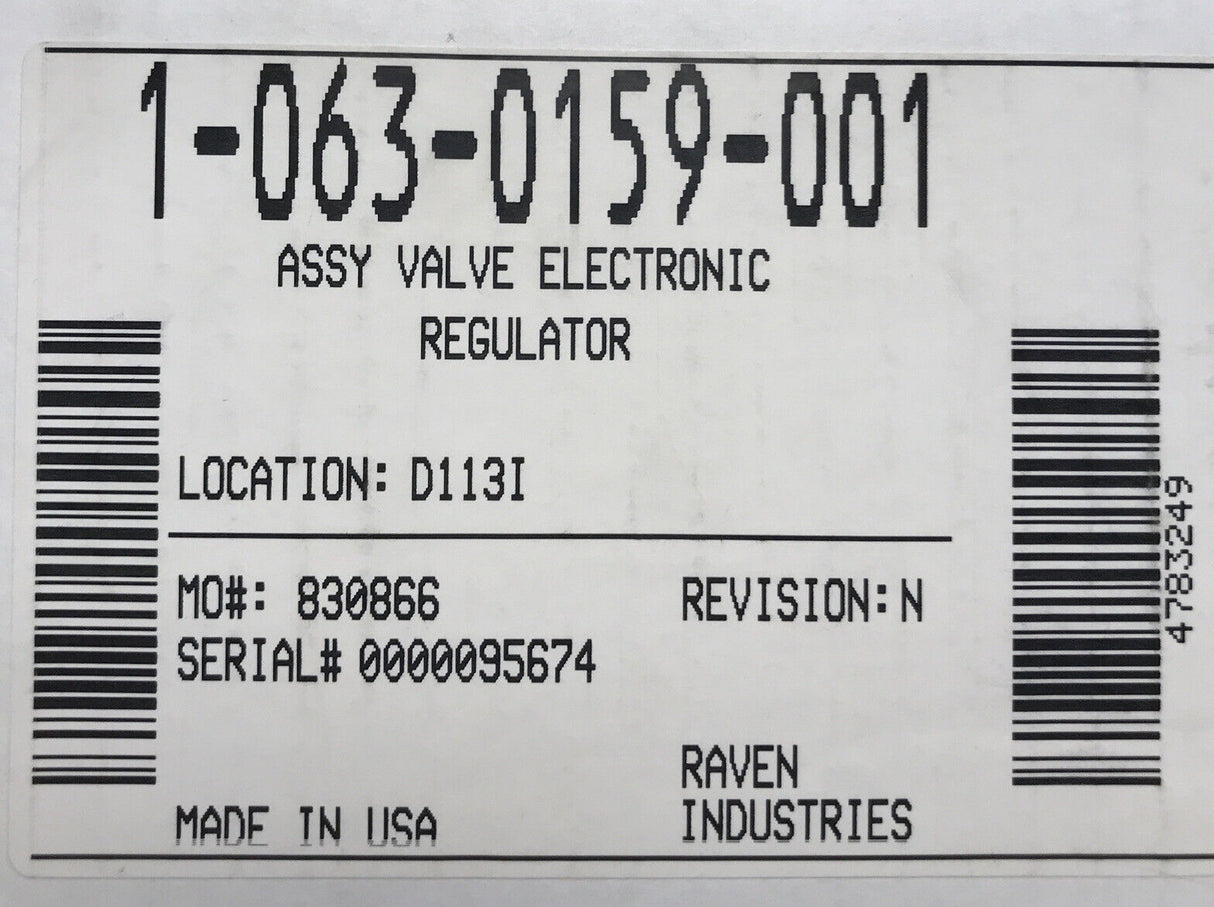 1-063-0159-001
ASSY VALVE ELECTRONIC
REGULATOR
LOCATION: D113I
MO#: 830866
REVISION: N
SERIAL# 0000095674
4783249
RAVEN
INDUSTRIES
MADE IN USA